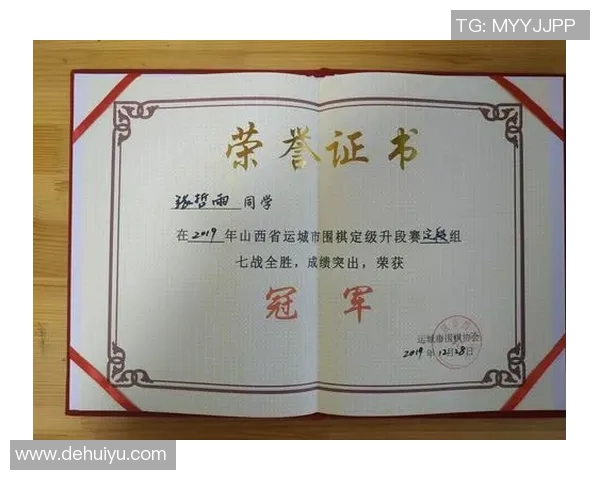 TG: MYYJJPP
荣誉证书
张哲雨 同学
在2019年山西省运城市围棋定级升段赛定段组
七战全胜，成绩突出，荣获
冠 军
运城市围棋协会
2019年12月28日
www.dehuiyu.com